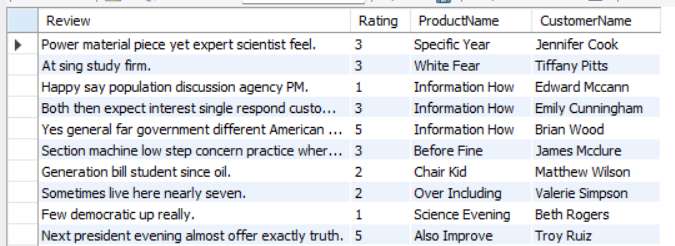 Review Rating ProductName CustomerName
Power material piece yet expert scientist feel. 3 Specific Year Jennifer Cook
At sing study firm. 3 White Fear Tiffany Pitts
Happy say population discussion agency PM. 1 Information How Edward Mccann
Both then expect interest single respond custo... 3 Information How Emily Cunningham
Yes general far government different American ... 5 Information How Brian Wood
Section machine low step concern practice wher... 3 Before Fine James Mcclure
Generation bill student since oil. 2 Chair Kid Matthew Wilson
Sometimes live here nearly seven. 2 Over Including Valerie Simpson
Few democratic up really. 1 Science Evening Beth Rogers
Next president evening almost offer exactly truth. 5 Also Improve Troy Ruiz